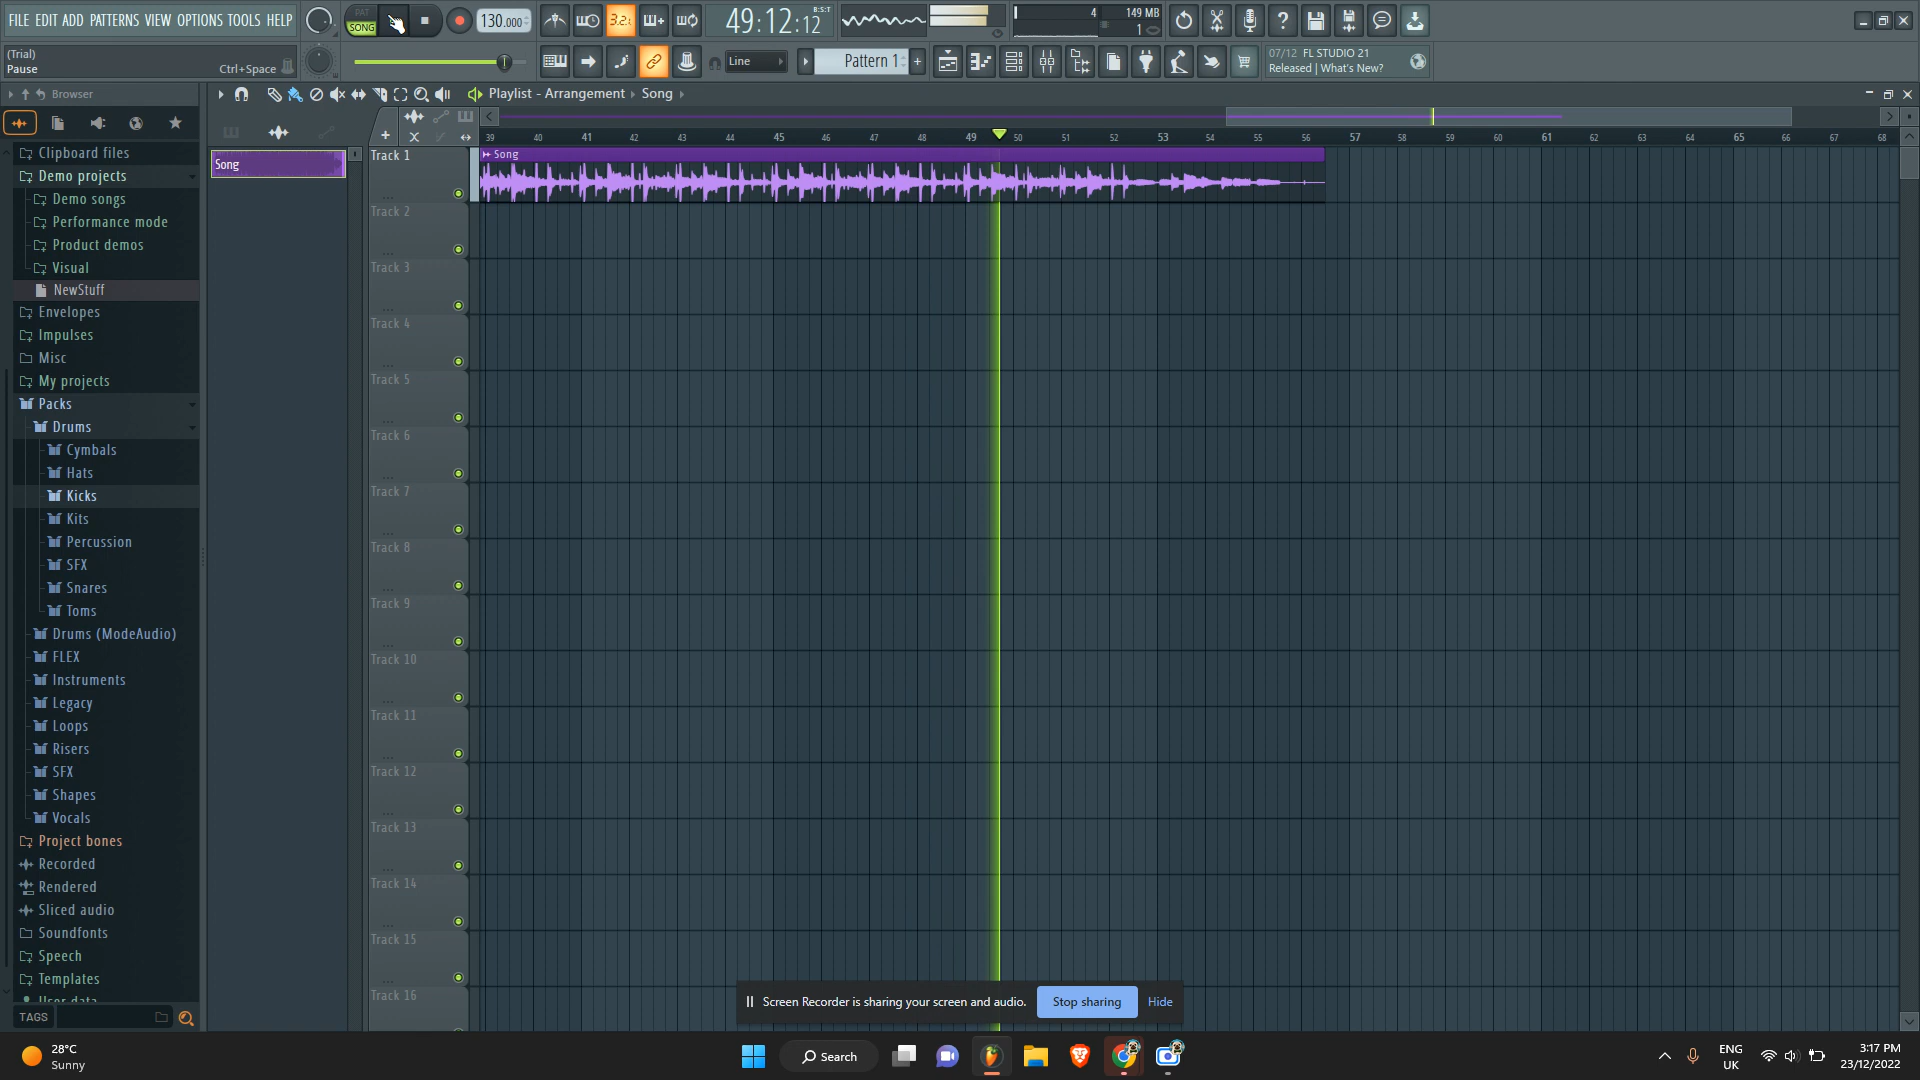 FILE EDIT ADD PATTERNS VIEW OPTIONS TOOLS HELP
PAT
SONG
130.000
3.2.
49:12:12
B:S:T
4
149 MB
1
(Trial)
Pause
Ctrl+Space
Line
Pattern 1
07/12 FL STUDIO 21
Released | What's New?
Browser
Playlist - Arrangement
Song
39 40 41 42 43 44 45 46 47 48 49 50 51 52 53 54 55 56 57 58 59 60 61 62 63 64 65 66 67 68
Clipboard files
Demo projects
Demo songs
Performance mode
Product demos
Visual
NewStuff
Envelopes
Impulses
Misc
My projects
Packs
Drums
Cymbals
Hats
Kicks
Kits
Percussion
SFX
Snares
Toms
Drums (ModeAudio)
FLEX
Instruments
Legacy
Loops
Risers
SFX
Shapes
Vocals
Project bones
Recorded
Rendered
Sliced audio
Soundfonts
Speech
Templates
User data
TAGS
Song
Track 1
Song
Track 2
Track 3
Track 4
Track 5
Track 6
Track 7
Track 8
Track 9
Track 10
Track 11
Track 12
Track 13
Track 14
Track 15
Track 16
Screen Recorder is sharing your screen and audio.
Stop sharing
Hide
28°C
Sunny
Search
ENG
UK
3:17 PM
23/12/2022